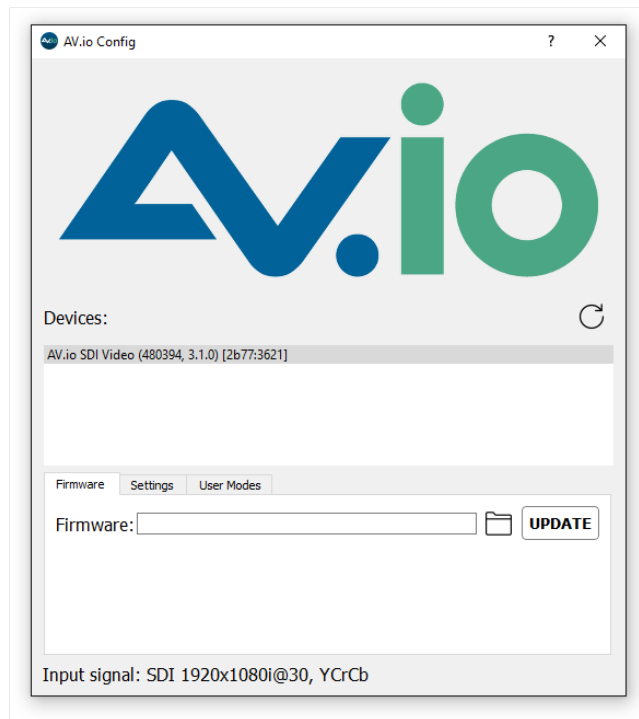 AV.io Config ? ×
AV.io
Devices:
AV.io SDI Video (480394, 3.1.0) [2b77:3621]
Firmware Settings User Modes
Firmware: UPDATE
Input signal: SDI 1920x1080i@30, YCrCb